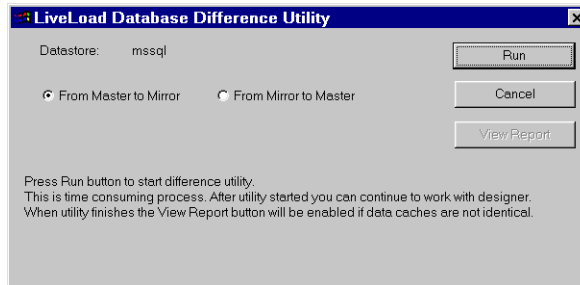 LiveLoad Database Difference Utility
Datastore: mssql
Run
From Master to Mirror From Mirror to Master
Cancel
View Report
Press Run button to start difference utility.
This is time consuming process. After utility started you can continue to work with designer.
When utility finishes the View Report button will be enabled if data caches are not identical.